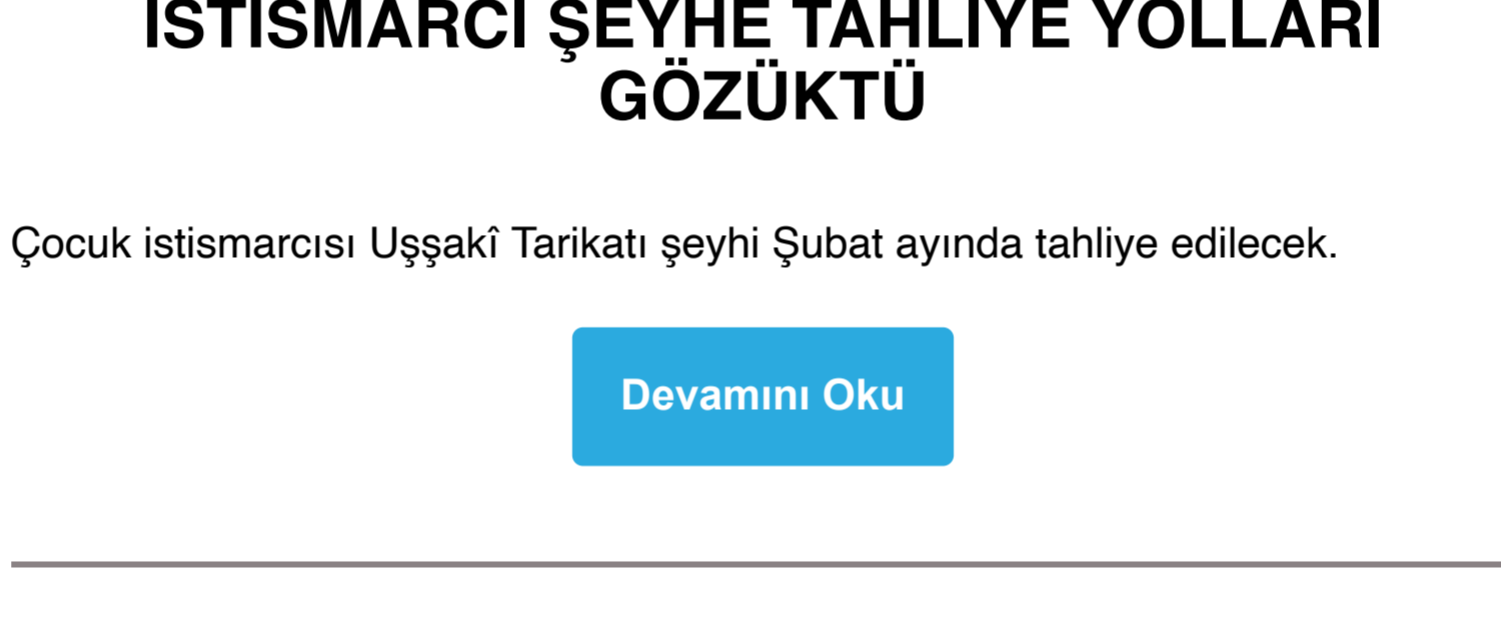 İSTİSMARCI ŞEYHE TAHLİYE YOLLARI
GÖZÜKTÜ
Çocuk istismarcısı Uşşakî Tarikatı şeyhi Şubat ayında tahliye edilecek.
Devamını Oku